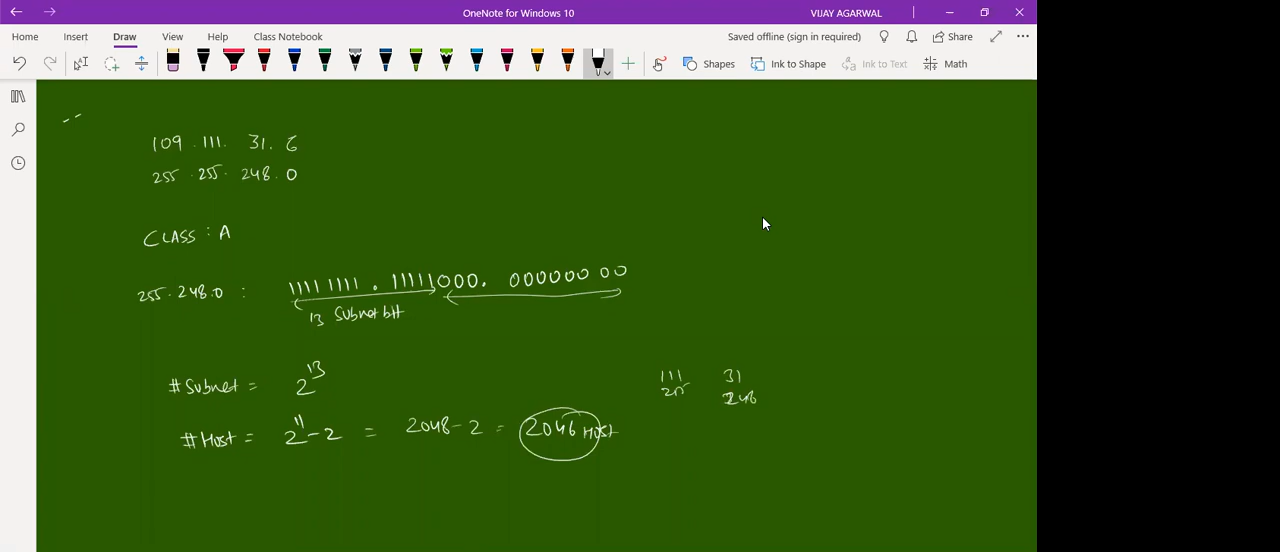 OneNote for Windows 10
VIJAY AGARWAL
Home Insert Draw View Help Class Notebook
Saved offline (sign in required) Share
Shapes Ink to Shape Ink to Text Math
109 . 111 . 31 . 6
255 . 255 . 248 . 0
CLASS : A
255 . 248 . 0 : 11111111 . 11111000 . 00000000
13 Subnet bit
# Subnet = 2^13
111 31
255 248
# Host = 2^11 - 2 = 2048 - 2 = 2046 HOST